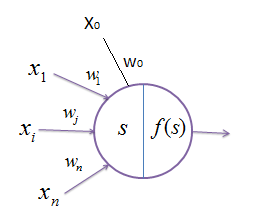 X₀
w₀
x₁ w₁
xᵢ wⱼ s f(s)
wₙ
xₙ